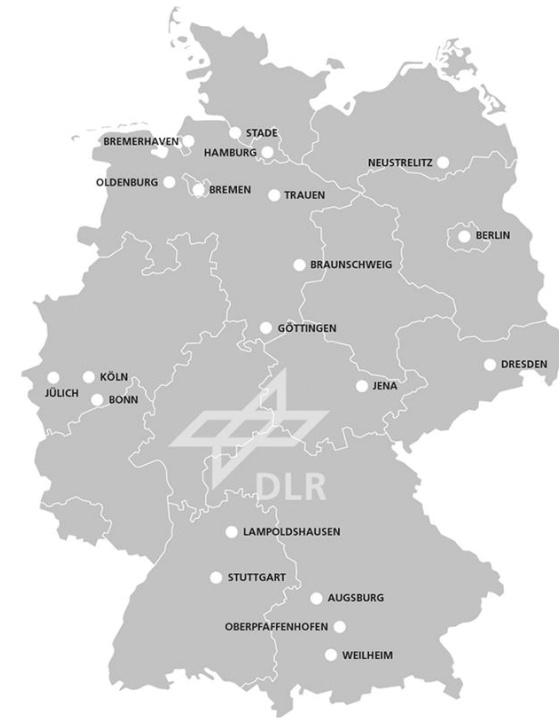 STADE
BREMERHAVEN
HAMBURG
NEUSTRELITZ
OLDENBURG
BREMEN
TRAUEN
BERLIN
BRAUNSCHWEIG
GÖTTINGEN
DRESDEN
KÖLN
JENA
JÜLICH
BONN
DLR
LAMPOLDSHAUSEN
STUTTGART
AUGSBURG
OBERPFAFFENHOFEN
WEILHEIM